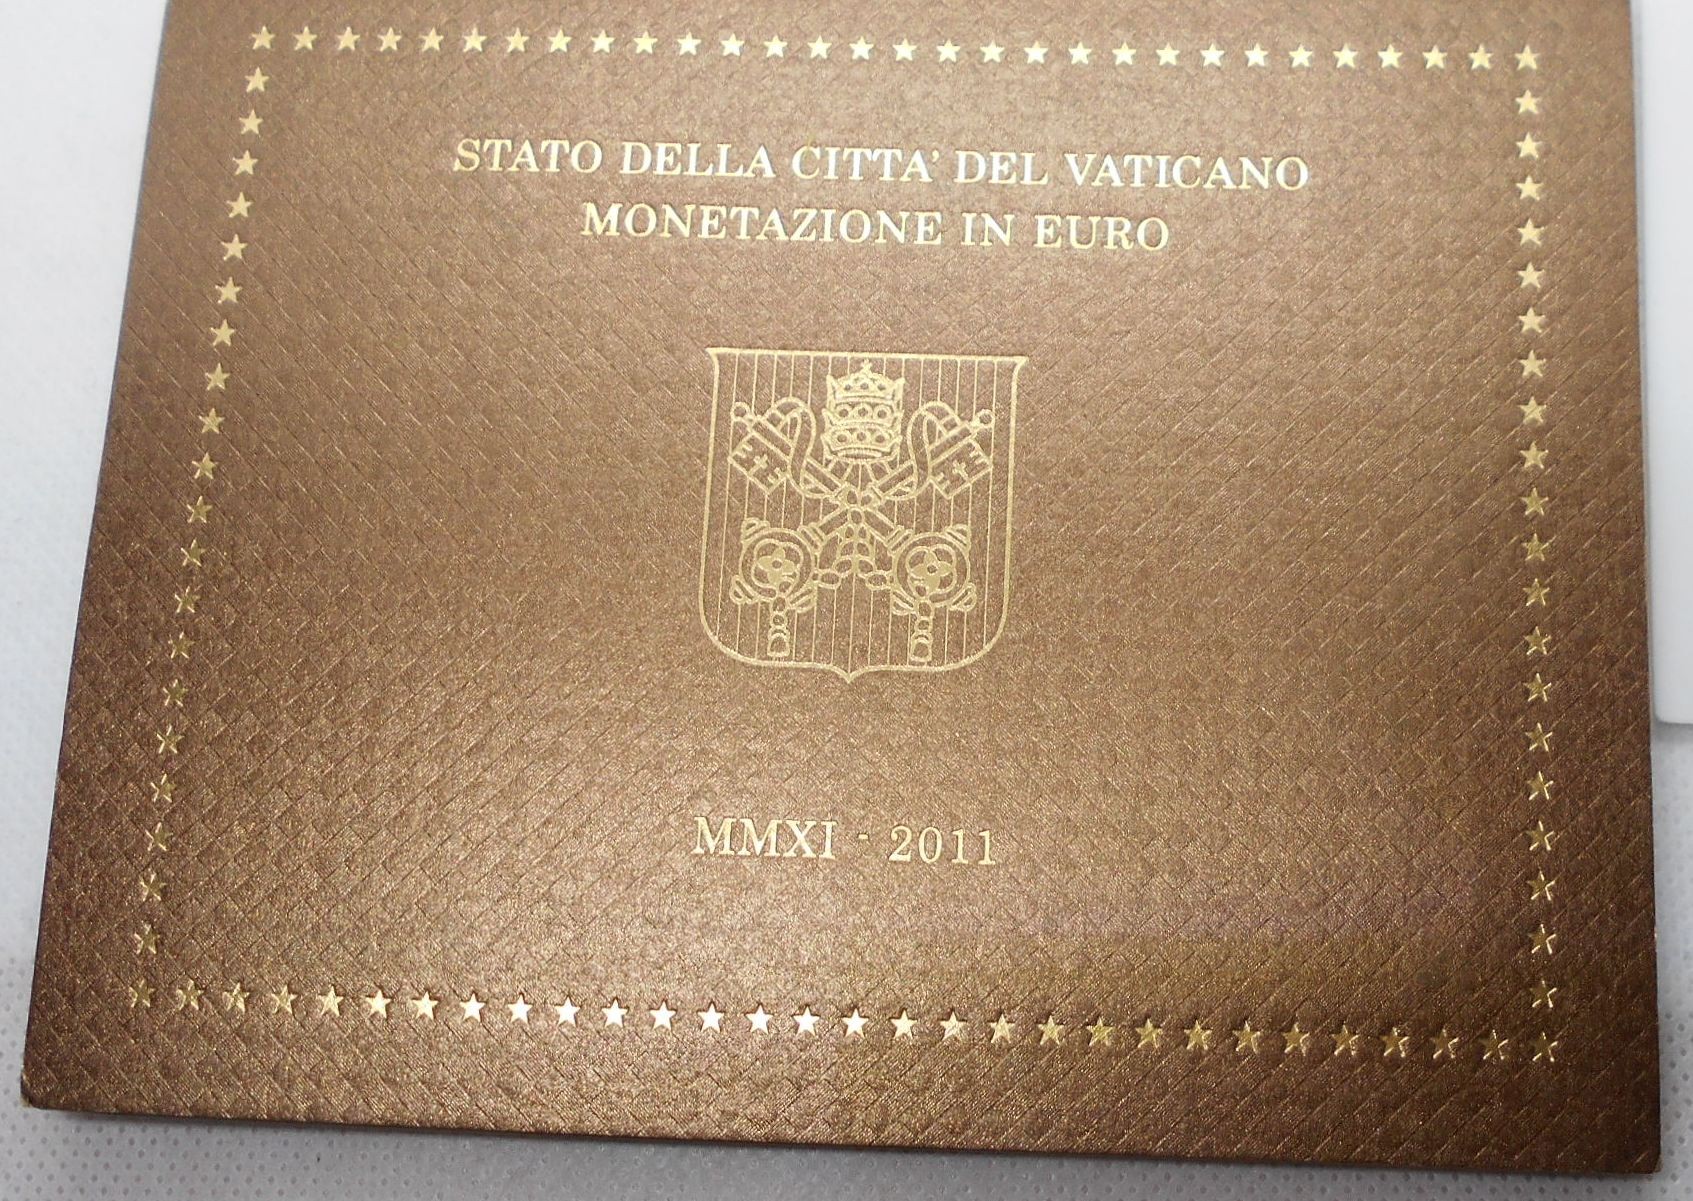 STATO DELLA CITTA' DEL VATICANO
MONETAZIONE IN EURO
MMXI - 2011